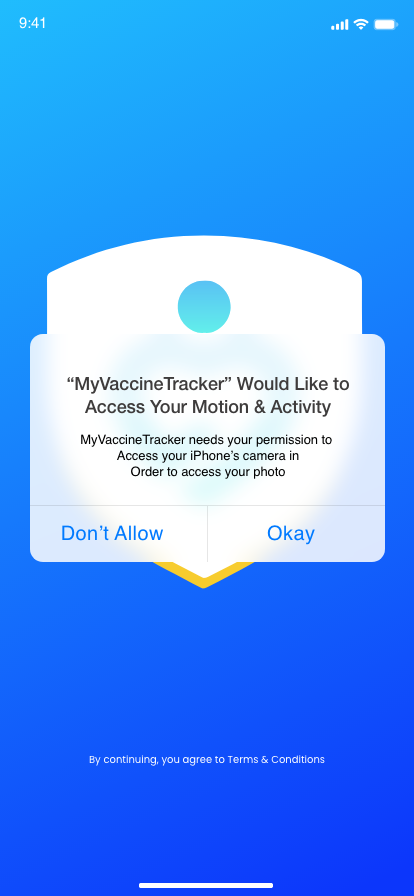 9:41
“MyVaccineTracker” Would Like to
Access Your Motion & Activity
MyVaccineTracker needs your permission to
Access your iPhone’s camera in
Order to access your photo
Don’t Allow
Okay
By continuing, you agree to Terms & Conditions